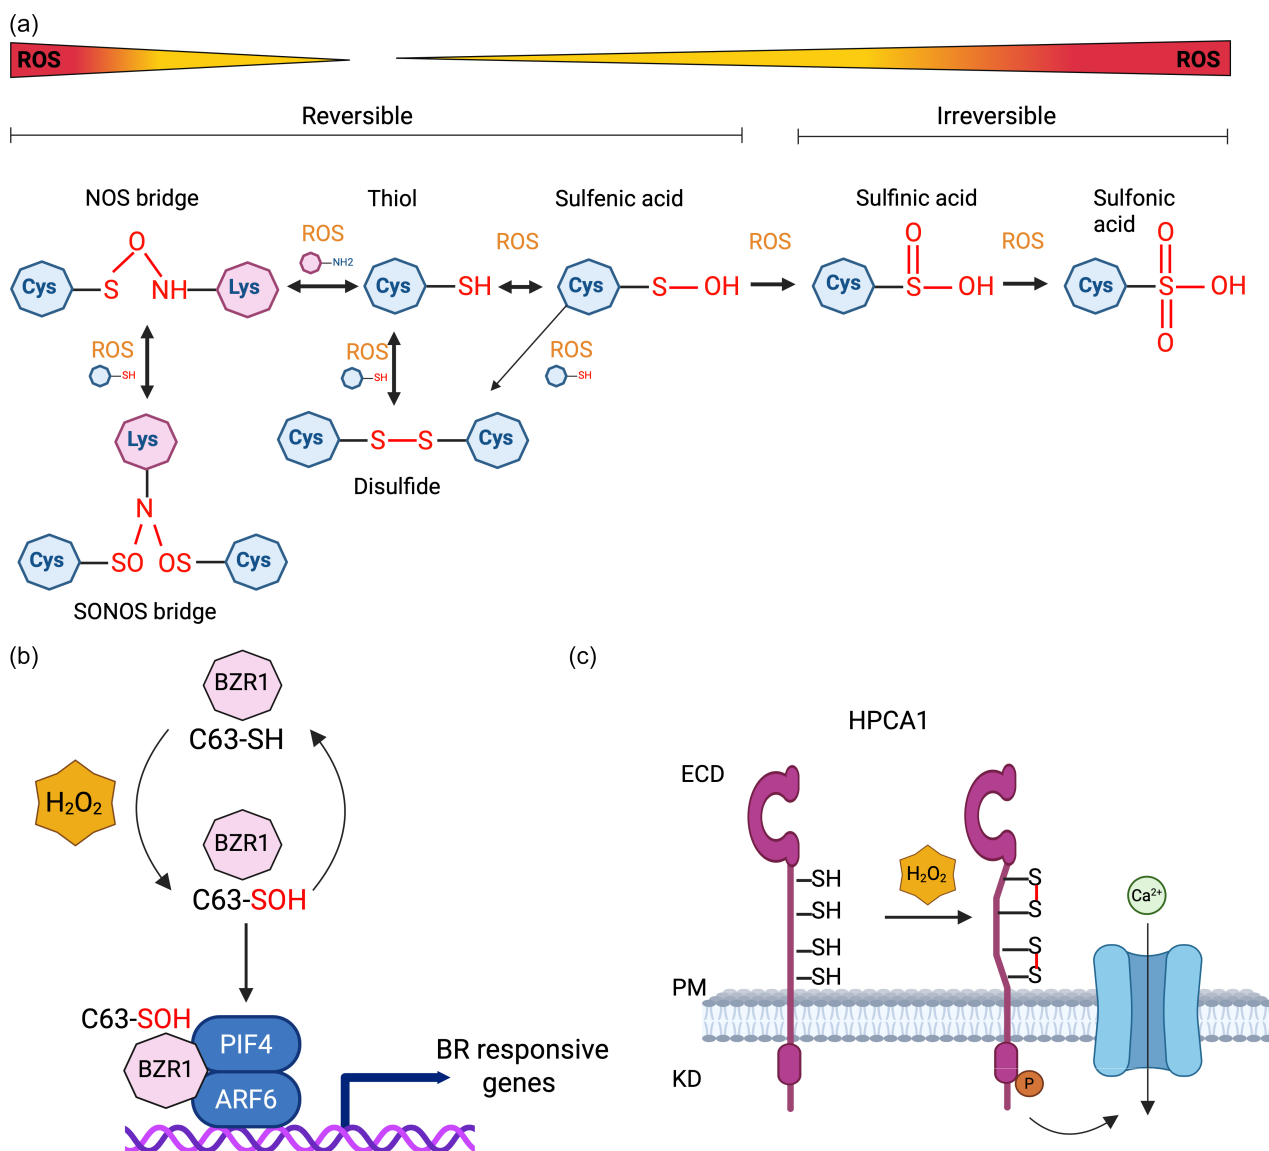 (a)
ROS
ROS
Reversible
Irreversible
NOS bridge
Thiol
Sulfenic acid
Sulfinic acid
Sulfonic
acid
O
O
O
ROS
ROS
ROS
ROS
NH2
Cys
S
NH
Lys
Cys
SH
Cys
S
OH
Cys
S
OH
Cys
S
OH
O
ROS
SH
ROS
SH
ROS
SH
Lys
Cys
S
S
Cys
Disulfide
N
Cys
SO
OS
Cys
SONOS bridge
(b)
BZR1
C63-SH
H₂O₂
BZR1
C63-SOH
C63-SOH
BZR1
PIF4
ARF6
BR responsive
genes
(c)
HPCA1
ECD
SH
SH
SH
SH
H₂O₂
S
S
S
S
Ca²⁺
PM
KD
P